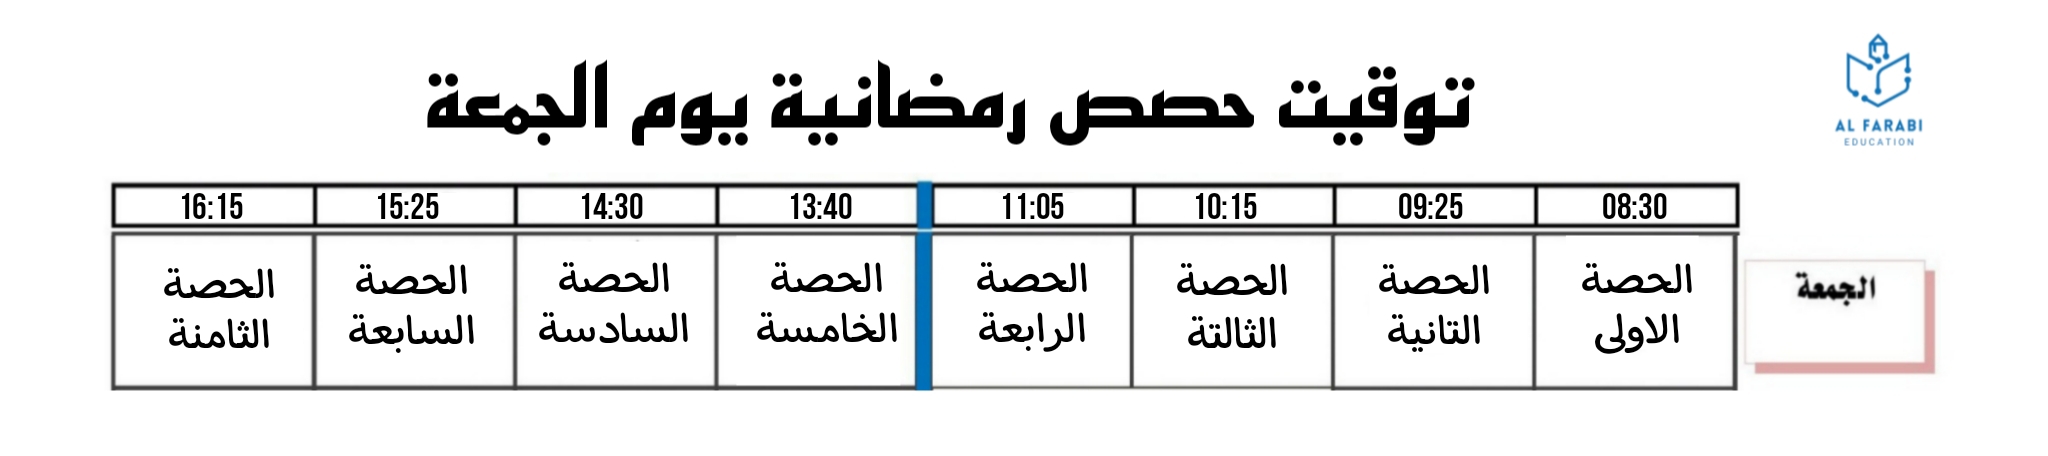 توقيت حصص رمضانية يوم الجمعة
AL FARABI
EDUCATION
08:30 09:25 10:15 11:05 13:40 14:30 15:25 16:15
الجمعة
الحصة الاولى
الحصة التانية
الحصة الثالتة
الحصة الرابعة
الحصة الخامسة
الحصة السادسة
الحصة السابعة
الحصة الثامنة